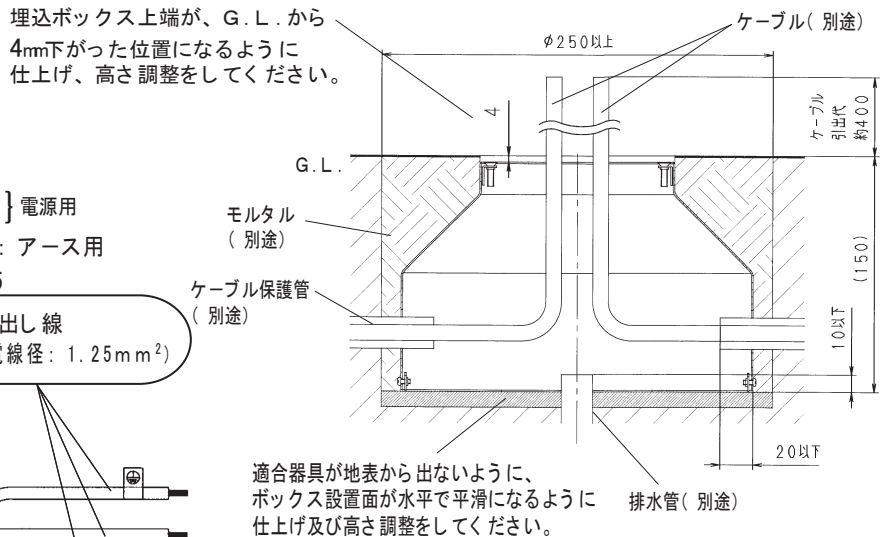 埋込ボックス上端が、G.L.から
4mm下がった位置になるように
仕上げ、高さ調整をしてください。
ケーブル(別途)
φ250以上
4
ケーブル
引出代
約400
G.L.
モルタル
(別途)
} 電源用
: アース用
ケーブル保護管
(別途)
出し線
線径: 1.25mm²)
(150)
10以下
20以下
適合器具が地表から出ないように、
ボックス設置面が水平で平滑になるように
仕上げ及び高さ調整をしてください。
排水管(別途)